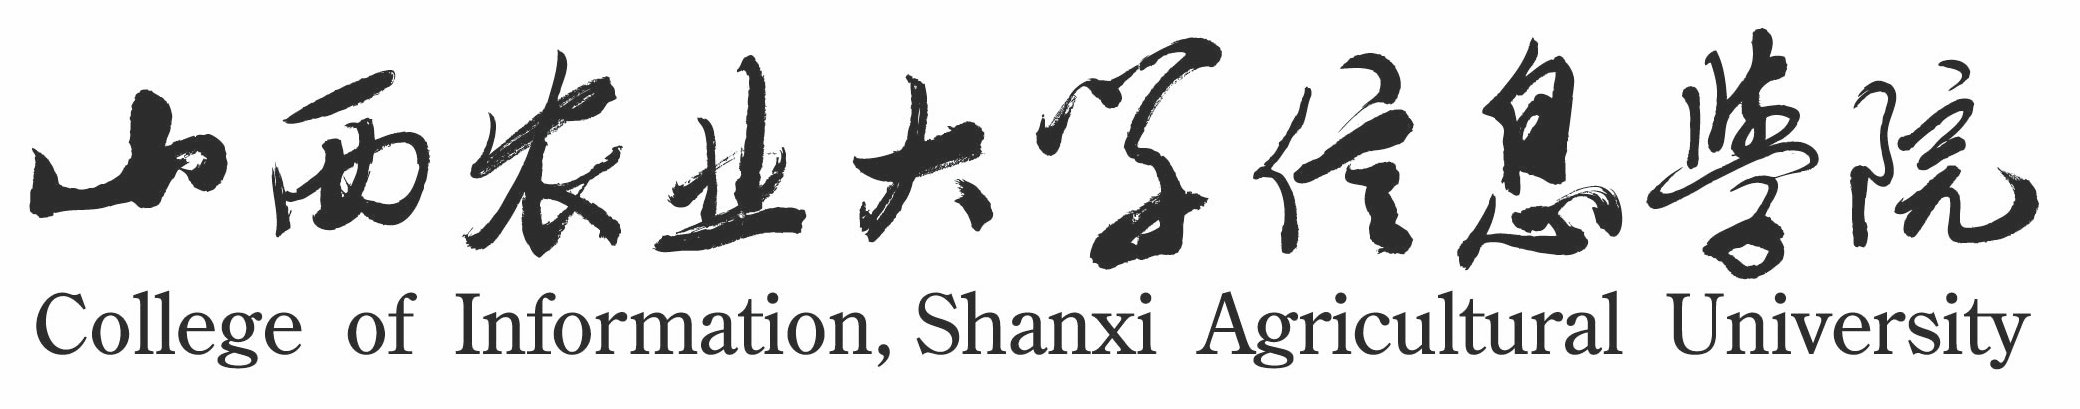 山西农业大学信息学院
College of Information, Shanxi Agricultural University